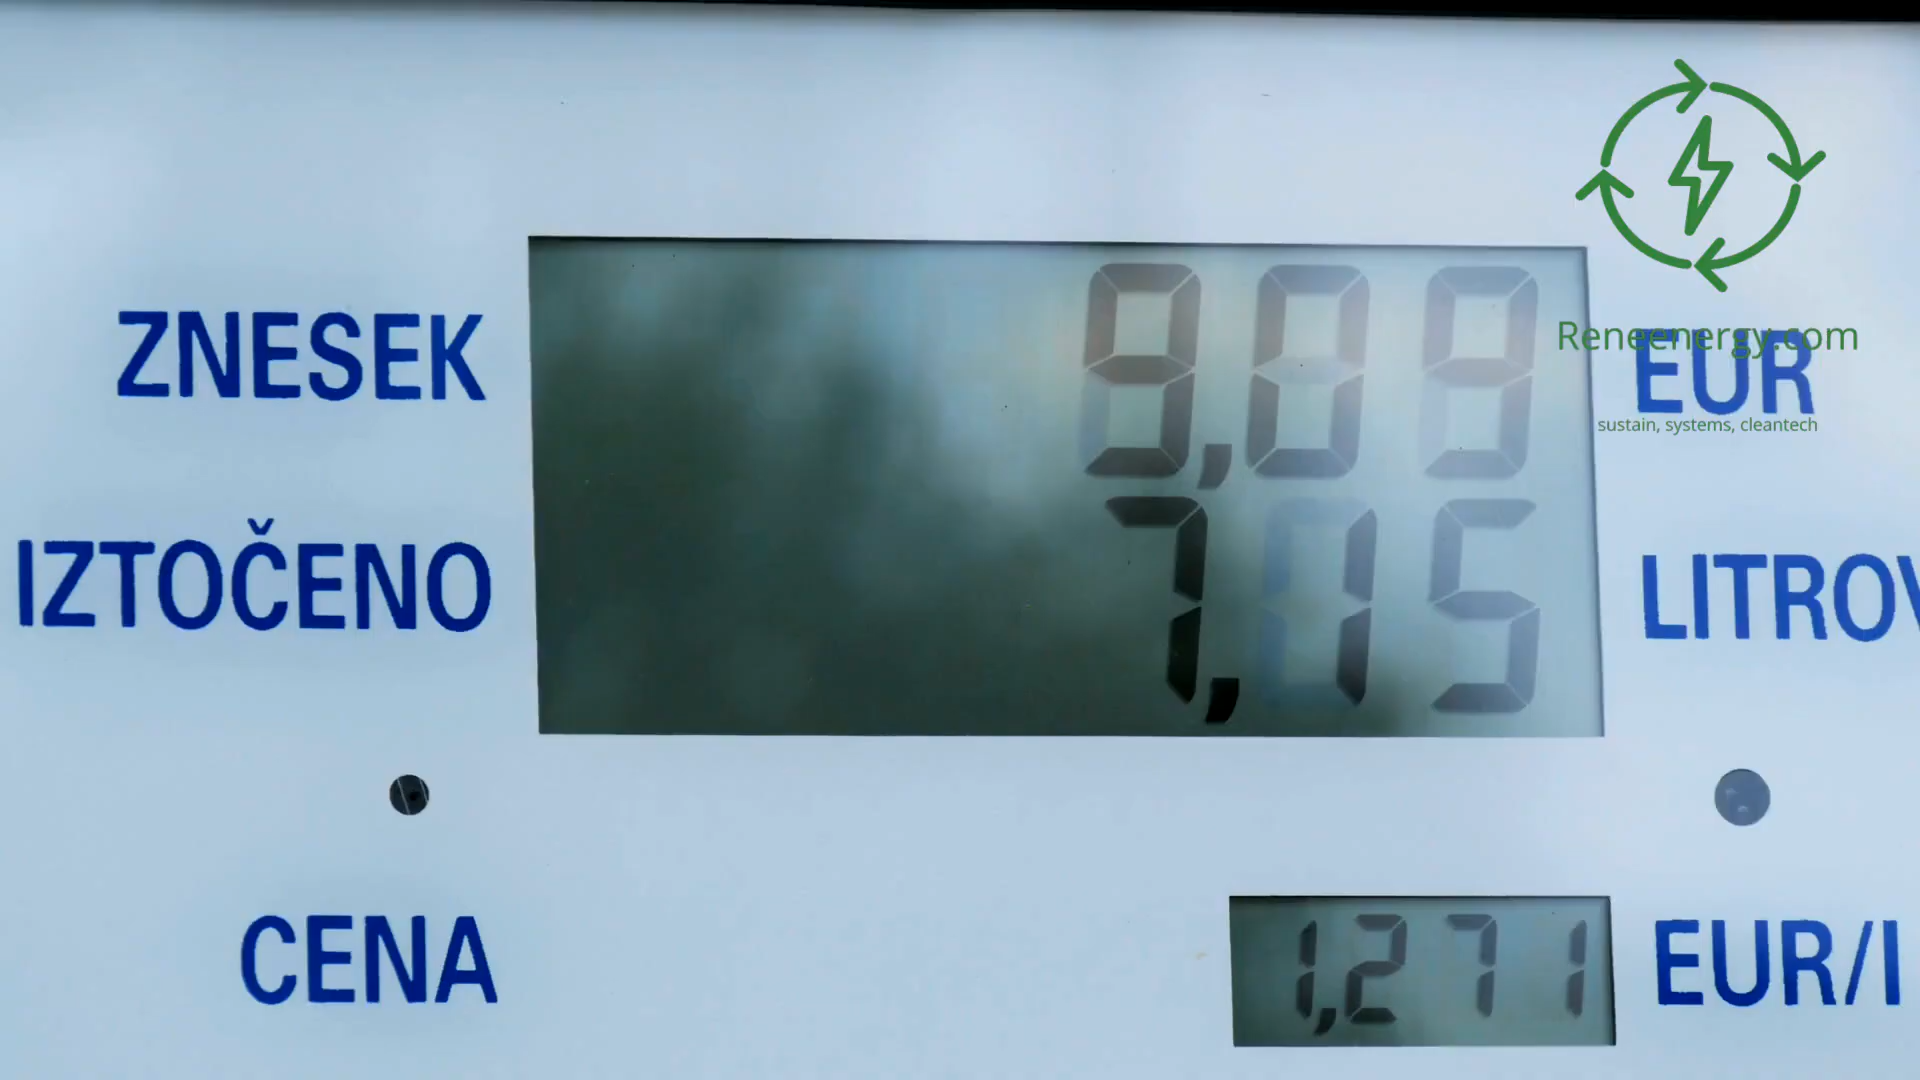 ZNESEK 9,09 EUR
IZTOČENO 7,15 LITROV
CENA 1,271 EUR/l
Reneenergy.com
sustain, systems, cleantech